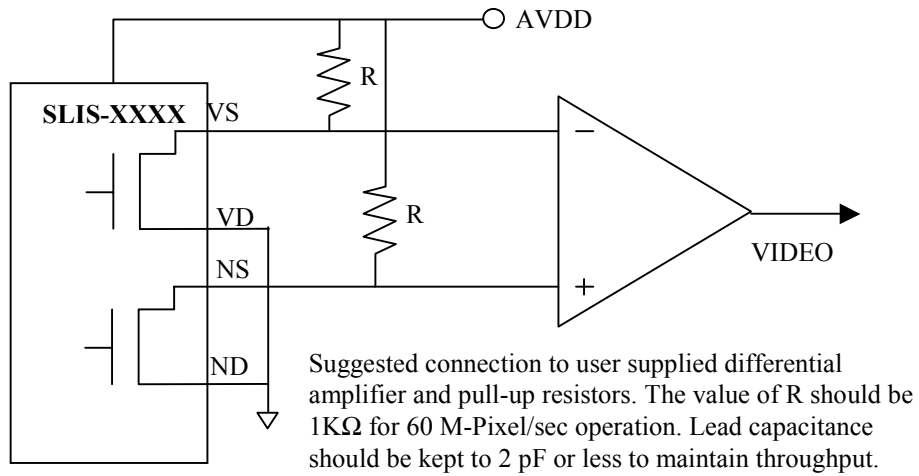 AVDD
R
SLIS-XXXX VS
−
R
VD
VIDEO
NS
+
ND
Suggested connection to user supplied differential
amplifier and pull-up resistors. The value of R should be
1KΩ for 60 M-Pixel/sec operation. Lead capacitance
should be kept to 2 pF or less to maintain throughput.